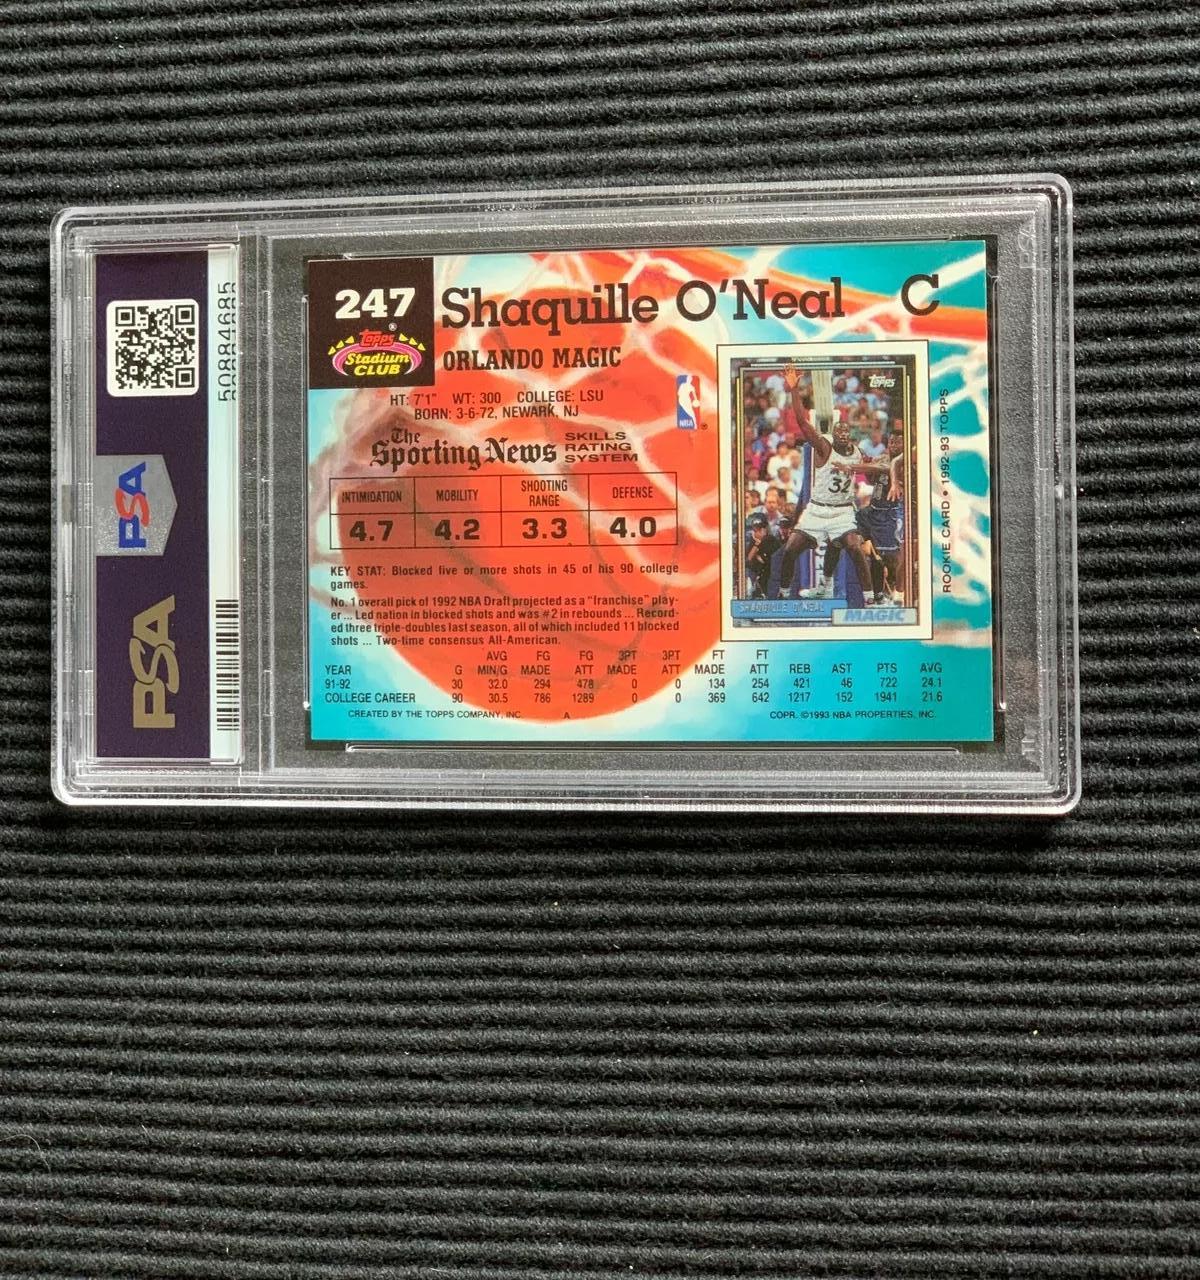 50884685
PSA
PSA
247
Topps®
Stadium
CLUB
Shaquille O'Neal C
ORLANDO MAGIC
HT: 7'1" WT: 300 COLLEGE: LSU
BORN: 3-6-72, NEWARK, NJ
NBA ®
The
Sporting News
SKILLS
RATING
SYSTEM
INTIMIDATION MOBILITY SHOOTING RANGE DEFENSE
4.7 4.2 3.3 4.0
KEY STAT: Blocked five or more shots in 45 of his 90 college
games.
No. 1 overall pick of 1992 NBA Draft projected as a "franchise" play-
er ... Led nation in blocked shots and was #2 in rebounds ... Record-
ed three triple-doubles last season, all of which included 11 blocked
shots ... Two-time consensus All-American.
TOPPS
32
SHAQUILLE O'NEAL
MAGIC
ROOKIE CARD • 1992-93 TOPPS
AVG FG FG 3PT 3PT FT FT
YEAR G MIN/G MADE ATT MADE ATT MADE ATT REB AST PTS AVG
91-92 30 32.0 294 478 0 0 134 254 421 46 722 24.1
COLLEGE CAREER 90 30.5 786 1289 0 0 369 642 1217 152 1941 21.6
CREATED BY THE TOPPS COMPANY, INC. A COPR. ©1993 NBA PROPERTIES, INC.